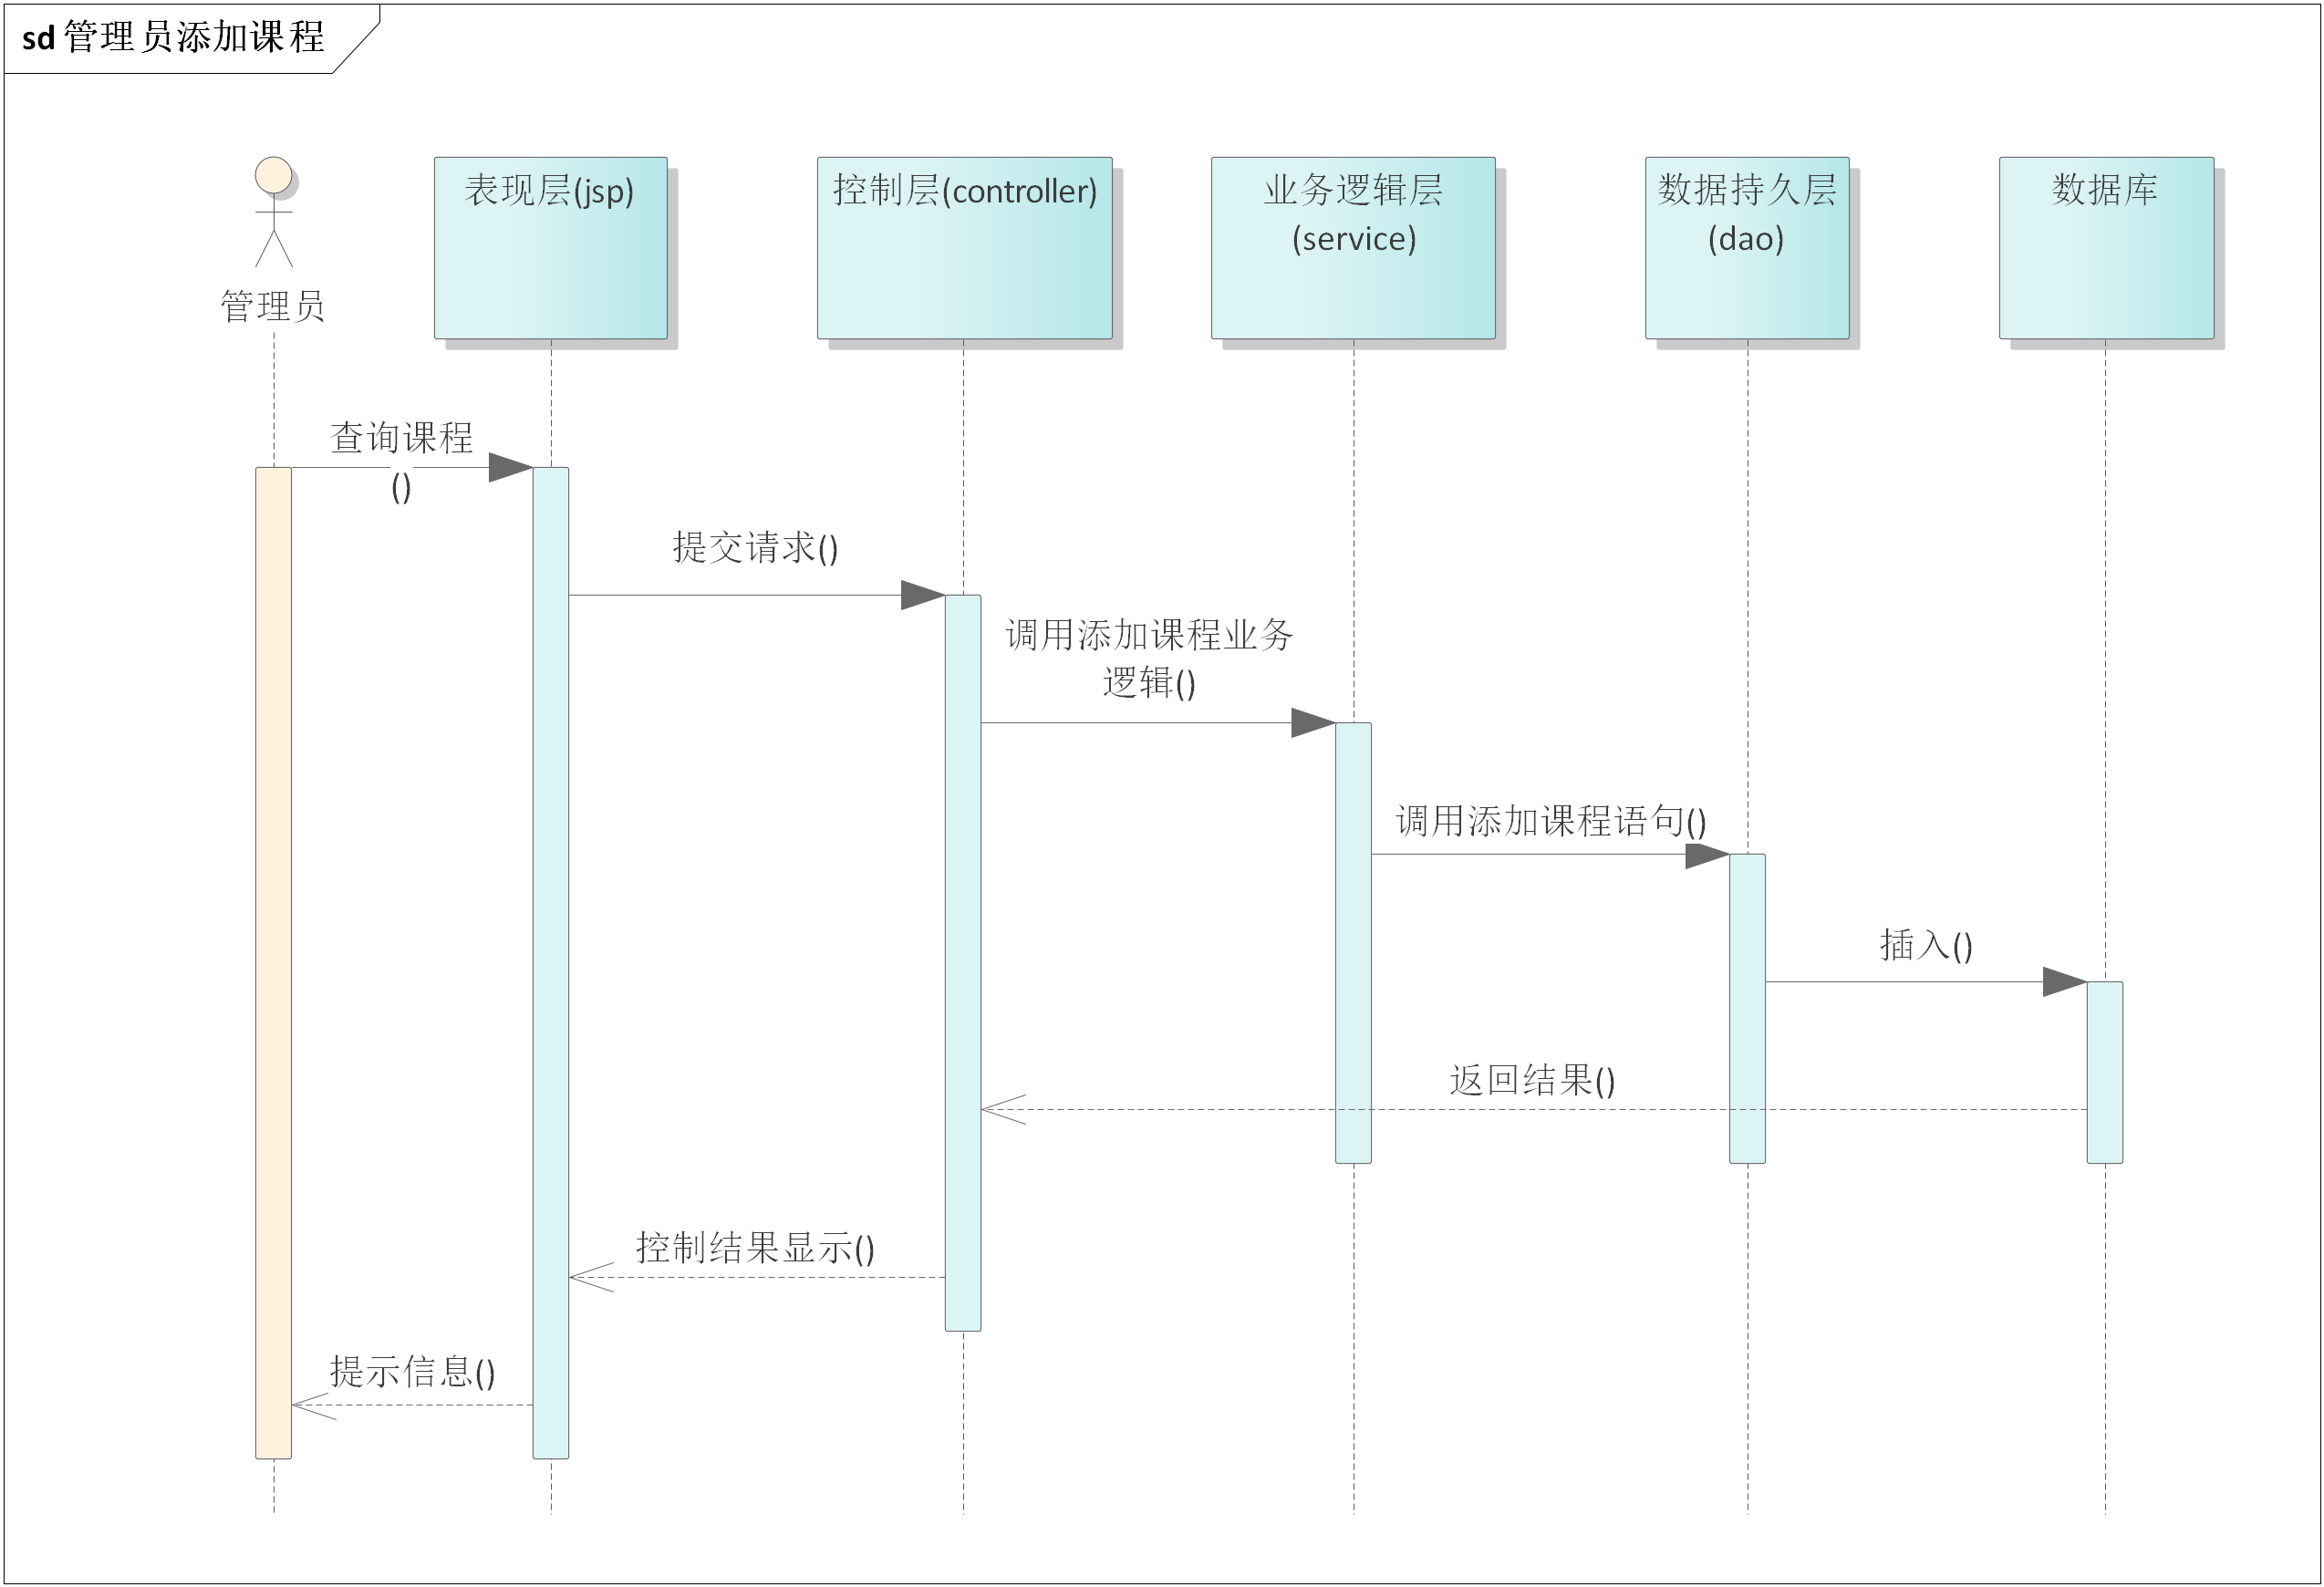 sd 管理员添加课程
管理员
表现层(jsp)
控制层(controller)
业务逻辑层
(service)
数据持久层
(dao)
数据库
查询课程
()
提交请求()
调用添加课程业务
逻辑()
调用添加课程语句()
插入()
返回结果()
控制结果显示()
提示信息()